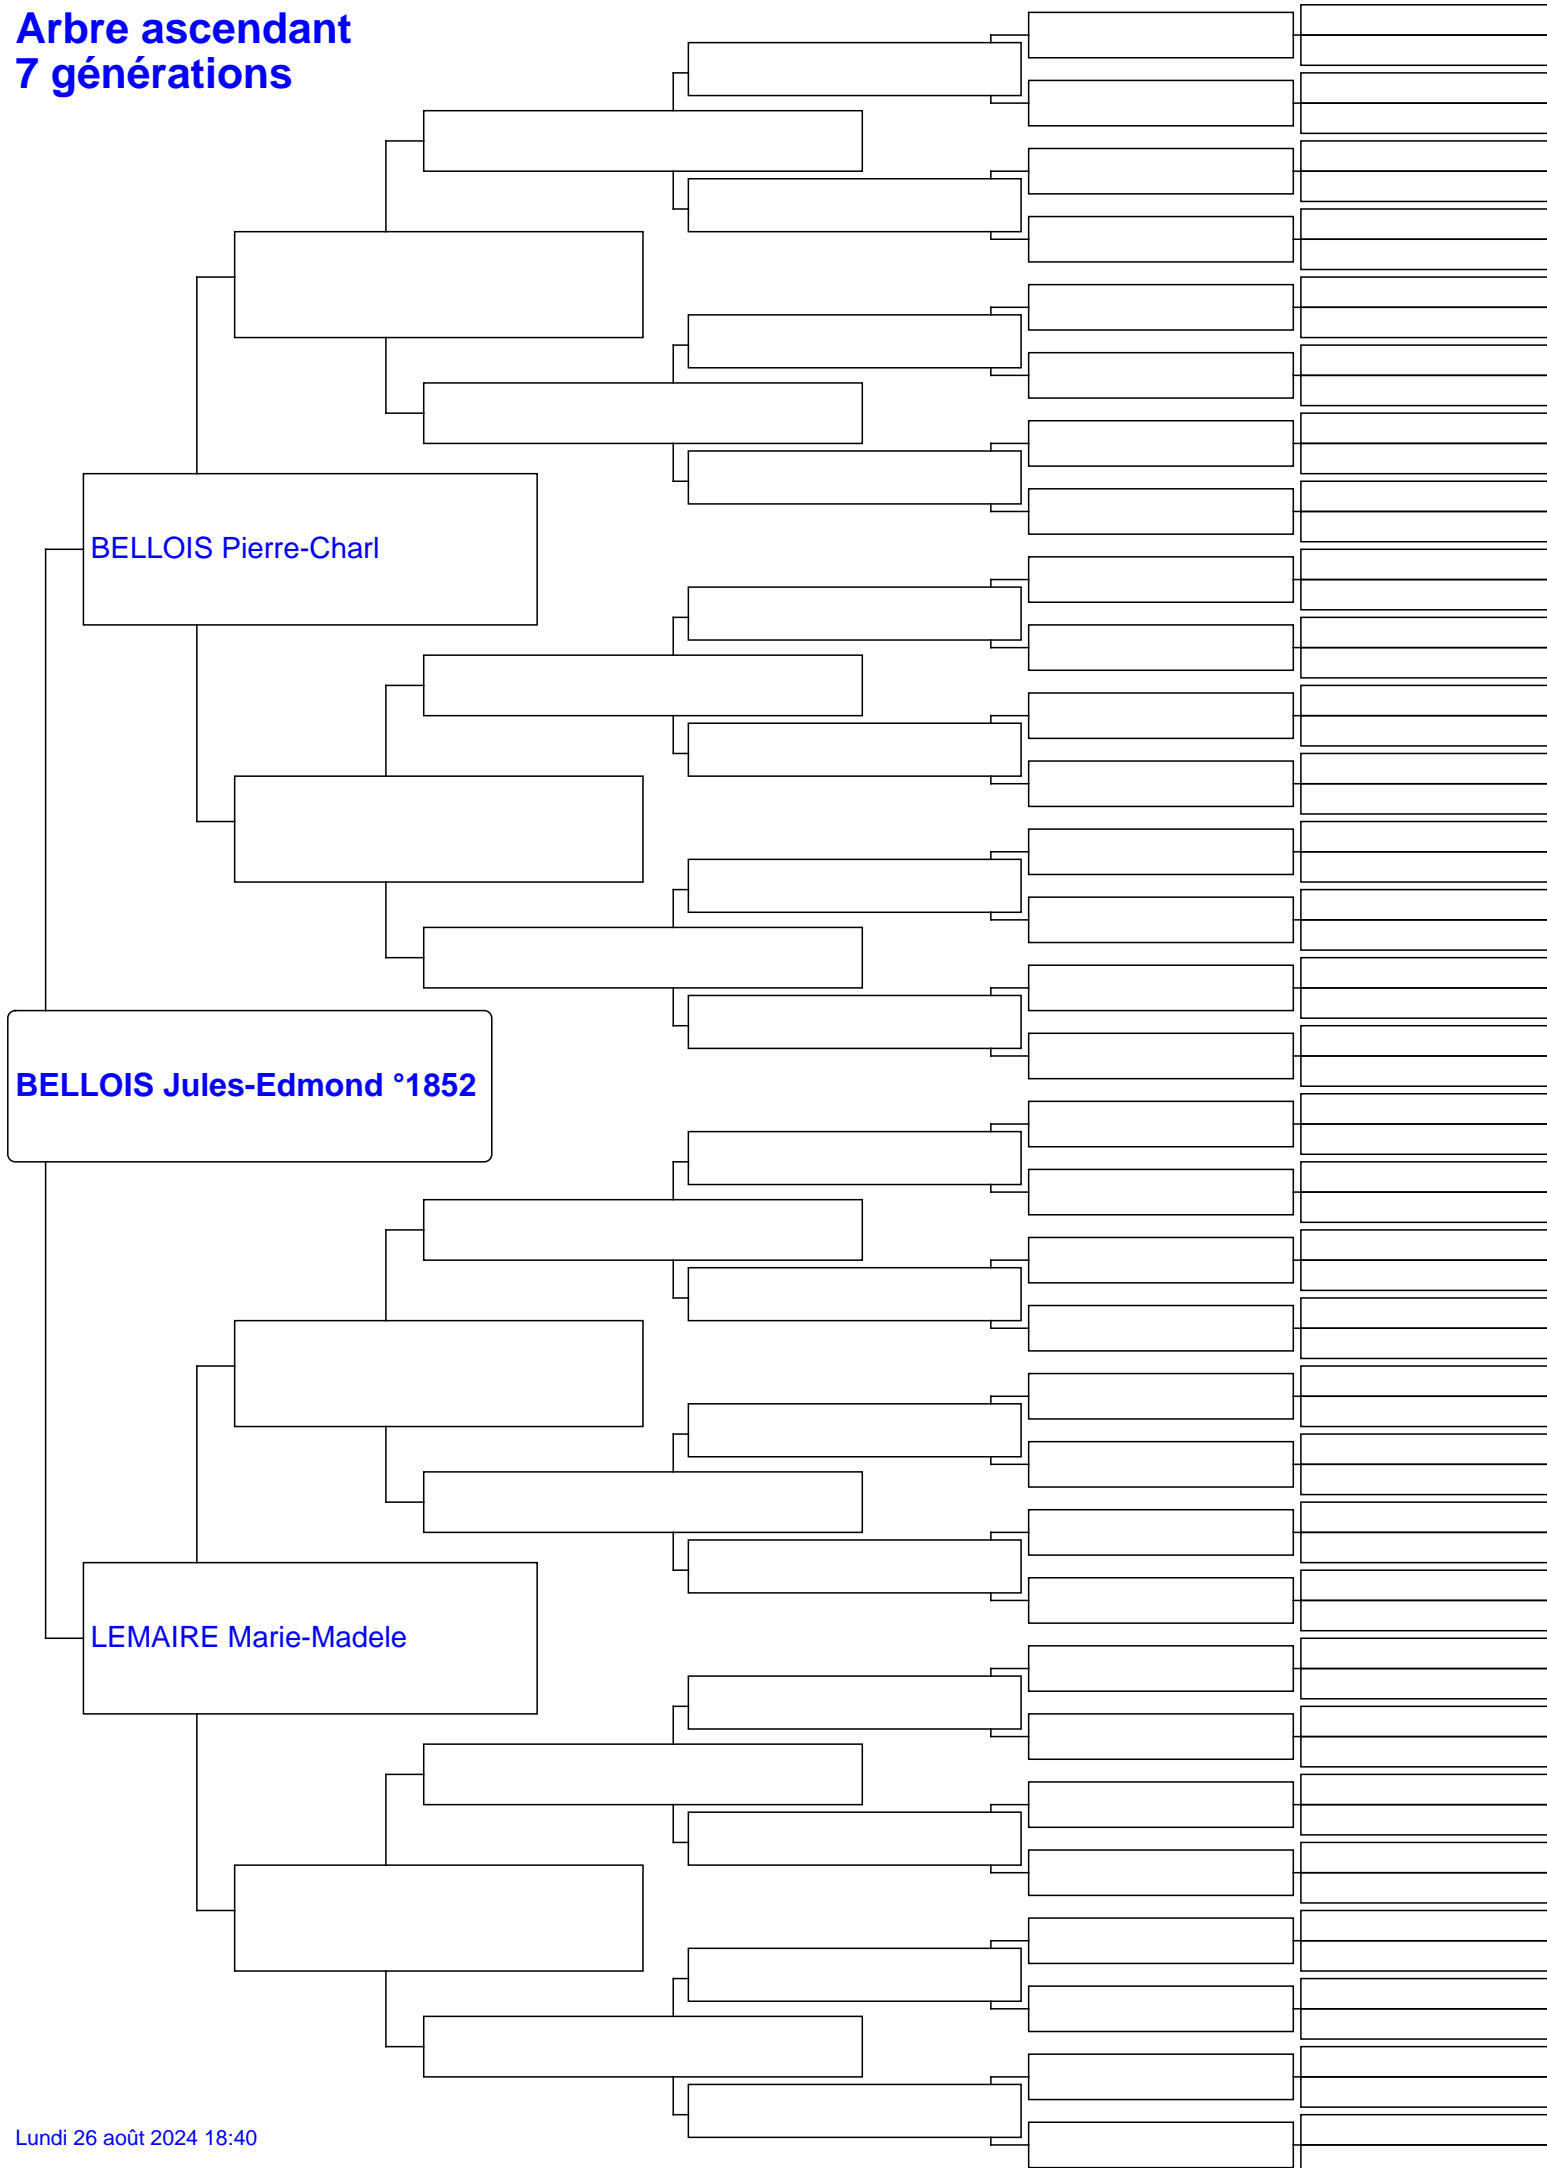 Arbre ascendant
7 générations
BELLOIS Pierre-Charl
BELLOIS Jules-Edmond °1852
LEMAIRE Marie-Madele
Lundi 26 août 2024 18:40